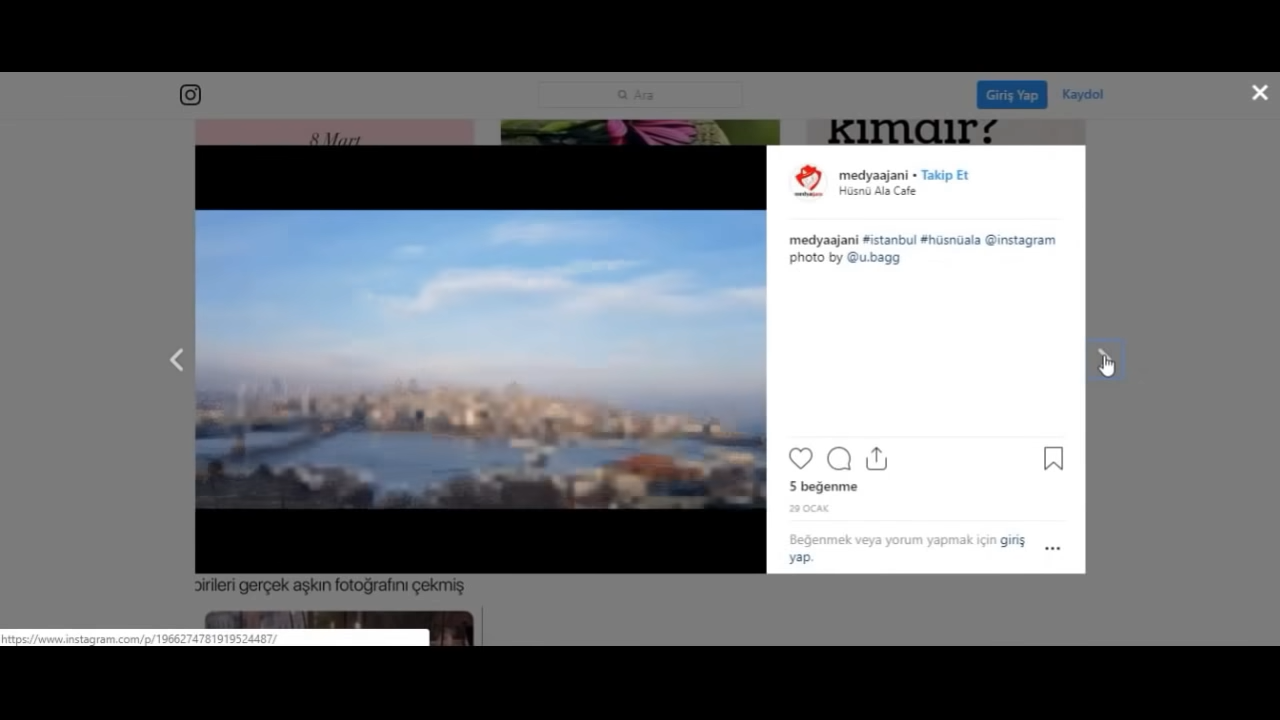 Ara
Giriş Yap
Kaydol
8 Mart
kimdir?
medyaajani • Takip Et
Hüsnü Ala Cafe
medyaajani #istanbul #hüsnüala @instagram
photo by @u.bagg
5 beğenme
29 OCAK
Beğenmek veya yorum yapmak için giriş
yap.
birileri gerçek aşkın fotoğrafını çekmiş
https://www.instagram.com/p/1966274781919524487/